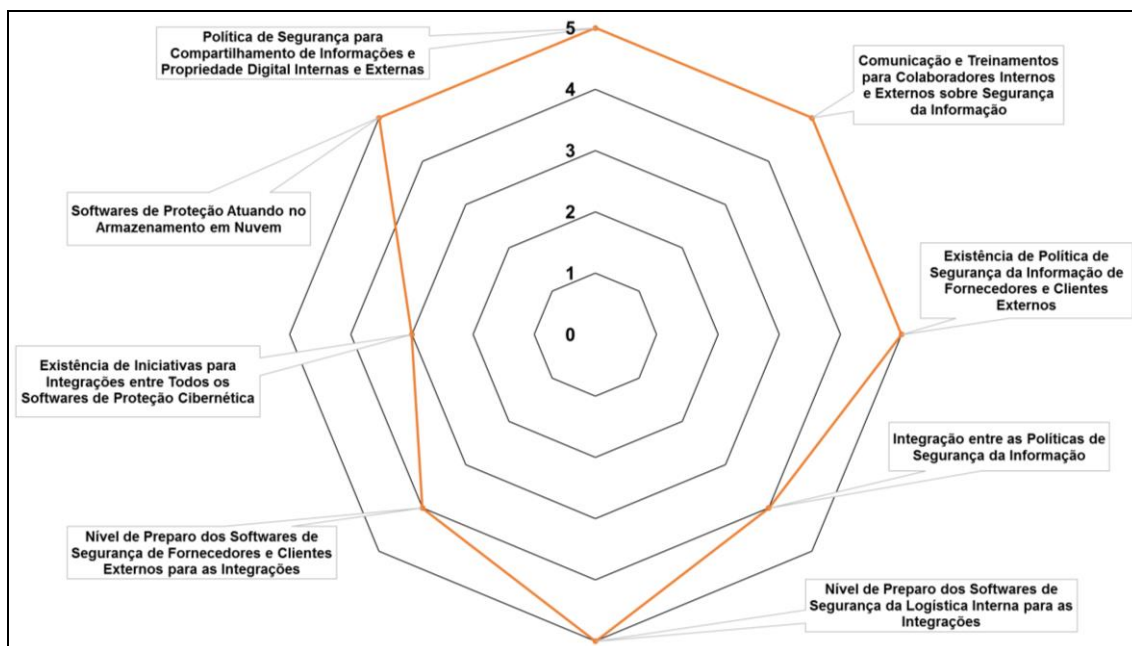 Política de Segurança para
Compartilhamento de Informações e
Propriedade Digital Internas e Externas
5
4
3
2
1
0
Comunicação e Treinamentos
para Colaboradores Internos
e Externos sobre Segurança
da Informação
Existência de Política de
Segurança da Informação de
Fornecedores e Clientes
Externos
Integração entre as Políticas de
Segurança da Informação
Nível de Preparo dos Softwares de
Segurança da Logística Interna para as
Integrações
Nível de Preparo dos Softwares de
Segurança de Fornecedores e Clientes
Externos para as Integrações
Existência de Iniciativas para
Integrações entre Todos os
Softwares de Proteção Cibernética
Softwares de Proteção Atuando no
Armazenamento em Nuvem